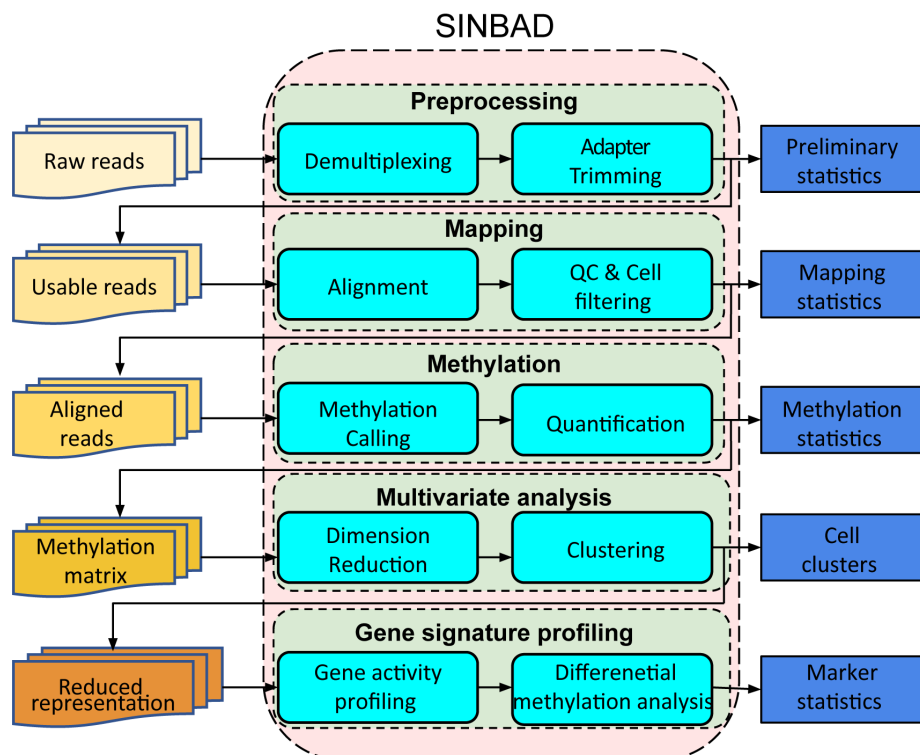 SINBAD
Preprocessing
Raw reads
Demultiplexing
Adapter
Trimming
Preliminary
statistics
Mapping
Usable reads
Alignment
QC & Cell
filtering
Mapping
statistics
Methylation
Aligned
reads
Methylation
Calling
Quantification
Methylation
statistics
Multivariate analysis
Methylation
matrix
Dimension
Reduction
Clustering
Cell
clusters
Gene signature profiling
Reduced
representation
Gene activity
profiling
Differenetial
methylation analysis
Marker
statistics